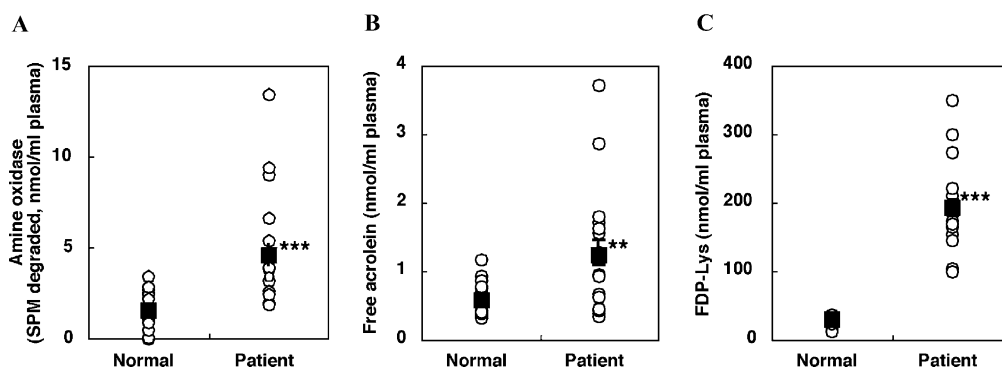 A
Amine oxidase
(SPM degraded, nmol/ml plasma)
15
10
5
0
***
Normal Patient
B
Free acrolein (nmol/ml plasma)
4
3
2
1
0
**
Normal Patient
C
FDP-Lys (nmol/ml plasma)
400
300
200
100
0
***
Normal Patient